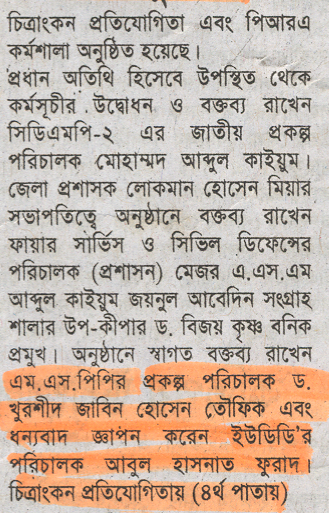 চিত্রাংকন প্রতিযোগিতা এবং পিআরএ
কর্মশালা অনুষ্ঠিত হয়েছে।
প্রধান অতিথি হিসেবে উপস্থিত থেকে
কর্মসূচীর উদ্বোধন ও বক্তব্য রাখেন
সিডিএমপি-২ এর জাতীয় প্রকল্প
পরিচালক মোহাম্মদ আব্দুল কাইয়ুম।
জেলা প্রশাসক লোকমান হোসেন মিয়ার
সভাপতিত্বে অনুষ্ঠানে বক্তব্য রাখেন
ফায়ার সার্ভিস ও সিভিল ডিফেন্সের
পরিচালক (প্রশাসন) মেজর এ.এস.এম
আব্দুল কাইয়ুম জয়নুল আবেদিন সংগ্রাহ
শালার উপ-কীপার ড. বিজয় কৃষ্ণ বনিক
প্রমুখ। অনুষ্ঠানে স্বাগত বক্তব্য রাখেন
এম.এস.পিপির প্রকল্প পরিচালক ড.
খুরশীদ জাবিন হোসেন তৌফিক এবং
ধন্যবাদ জ্ঞাপন করেন ইউডিডি'র
পরিচালক আবুল হাসনাত ফুরাদ।
চিত্রাংকন প্রতিযোগিতায় (৪র্থ পাতায়)